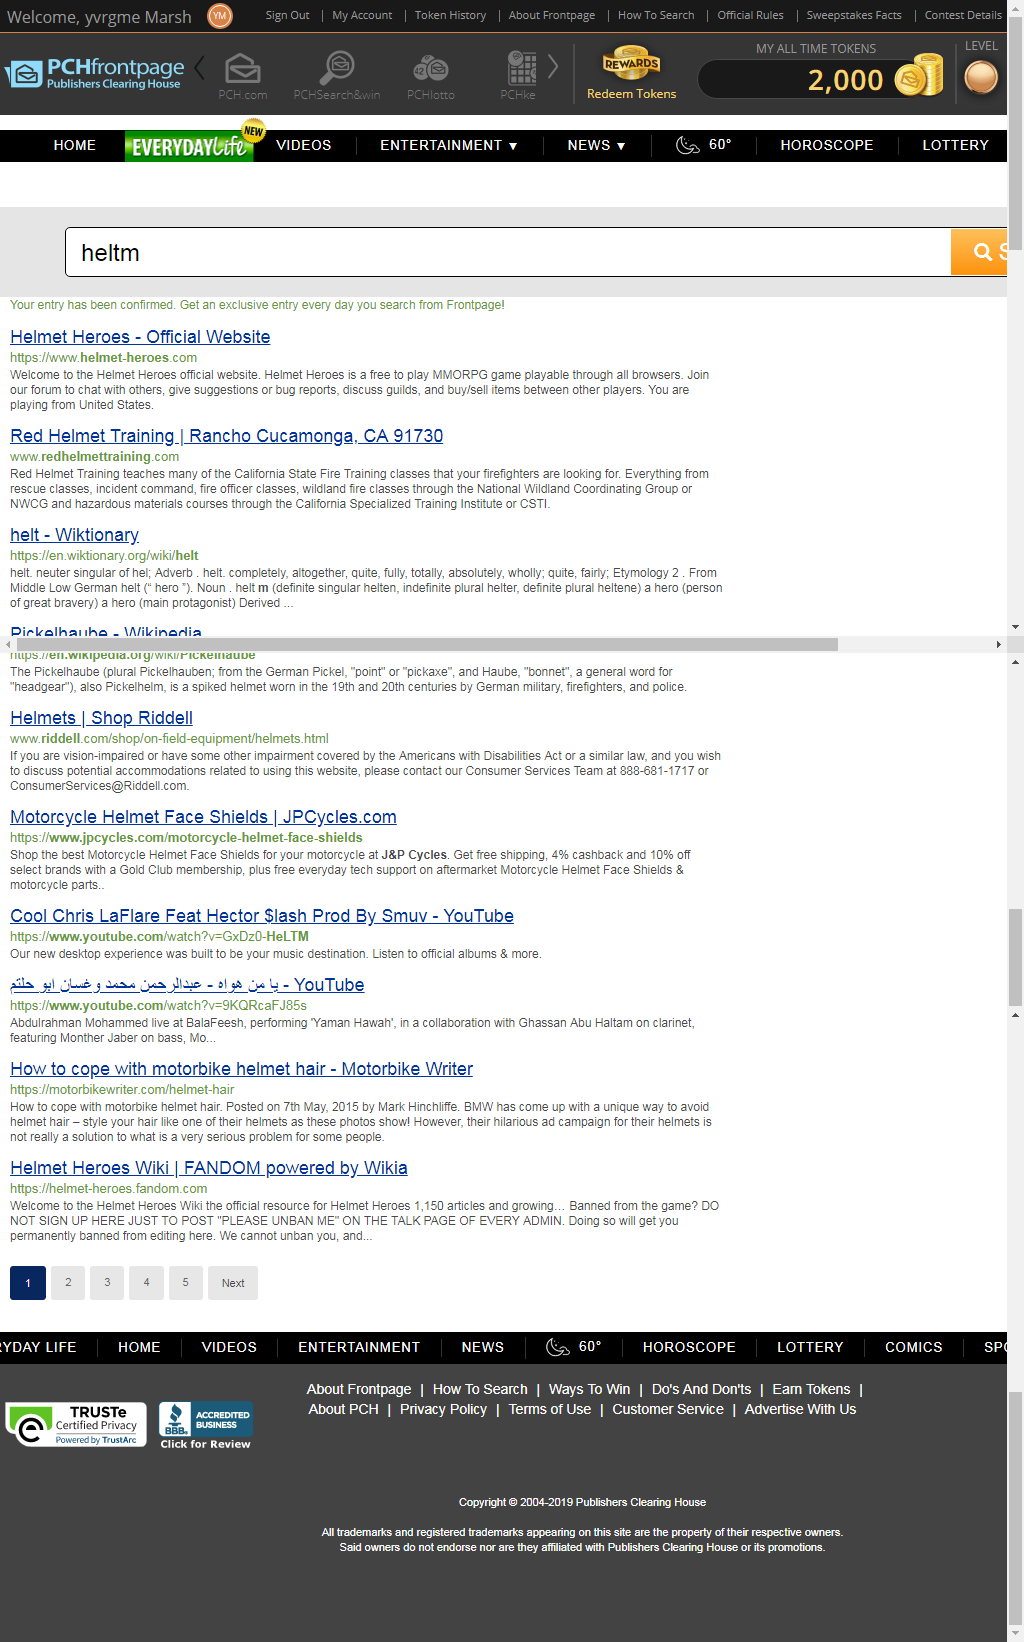 Welcome, yvrgme Marsh YM Sign Out | My Account | Token History | About Frontpage | How To Search | Official Rules | Sweepstakes Facts | Contest Details
PCHfrontpage
Publishers Clearing House
PCH.com PCHSearch&win 42 PCHlotto PCHke
REWARDS
Redeem Tokens
MY ALL TIME TOKENS
2,000
LEVEL
HOME EVERYDAY Life NEW VIDEOS ENTERTAINMENT ▼ NEWS ▼ 60° HOROSCOPE LOTTERY
heltm S
Your entry has been confirmed. Get an exclusive entry every day you search from Frontpage!
Helmet Heroes - Official Website
https://www.helmet-heroes.com
Welcome to the Helmet Heroes official website. Helmet Heroes is a free to play MMORPG game playable through all browsers. Join
our forum to chat with others, give suggestions or bug reports, discuss guilds, and buy/sell items between other players. You are
playing from United States.
Red Helmet Training | Rancho Cucamonga, CA 91730
www.redhelmettraining.com
Red Helmet Training teaches many of the California State Fire Training classes that your firefighters are looking for. Everything from
rescue classes, incident command, fire officer classes, wildland fire classes through the National Wildland Coordinating Group or
NWCG and hazardous materials courses through the California Specialized Training Institute or CSTI.
helt - Wiktionary
https://en.wiktionary.org/wiki/helt
helt. neuter singular of hel; Adverb . helt. completely, altogether, quite, fully, totally, absolutely, wholly; quite, fairly; Etymology 2 . From
Middle Low German helt (“ hero ”). Noun . helt m (definite singular helten, indefinite plural helter, definite plural heltene) a hero (person
of great bravery) a hero (main protagonist) Derived ...
Pickelhaube - Wikipedia
https://en.wikipedia.org/wiki/Pickelhaube
The Pickelhaube (plural Pickelhauben; from the German Pickel, "point" or "pickaxe", and Haube, "bonnet", a general word for
"headgear"), also Pickelhelm, is a spiked helmet worn in the 19th and 20th centuries by German military, firefighters, and police.
Helmets | Shop Riddell
www.riddell.com/shop/on-field-equipment/helmets.html
If you are vision-impaired or have some other impairment covered by the Americans with Disabilities Act or a similar law, and you wish
to discuss potential accommodations related to using this website, please contact our Consumer Services Team at 888-681-1717 or
ConsumerServices@Riddell.com.
Motorcycle Helmet Face Shields | JPCycles.com
https://www.jpcycles.com/motorcycle-helmet-face-shields
Shop the best Motorcycle Helmet Face Shields for your motorcycle at J&P Cycles. Get free shipping, 4% cashback and 10% off
select brands with a Gold Club membership, plus free everyday tech support on aftermarket Motorcycle Helmet Face Shields &
motorcycle parts..
Cool Chris LaFlare Feat Hector $lash Prod By Smuv - YouTube
https://www.youtube.com/watch?v=GxDz0-HeLTM
Our new desktop experience was built to be your music destination. Listen to official albums & more.
يا من هواه - عبدالرحمن محمد وغسان ابو حلتم - YouTube
https://www.youtube.com/watch?v=9KQRcaFJ85s
Abdulrahman Mohammed live at BalaFeesh, performing 'Yaman Hawah', in a collaboration with Ghassan Abu Haltam on clarinet,
featuring Monther Jaber on bass, Mo...
How to cope with motorbike helmet hair - Motorbike Writer
https://motorbikewriter.com/helmet-hair
How to cope with motorbike helmet hair. Posted on 7th May, 2015 by Mark Hinchliffe. BMW has come up with a unique way to avoid
helmet hair – style your hair like one of their helmets as these photos show! However, their hilarious ad campaign for their helmets is
not really a solution to what is a very serious problem for some people.
Helmet Heroes Wiki | FANDOM powered by Wikia
https://helmet-heroes.fandom.com
Welcome to the Helmet Heroes Wiki the official resource for Helmet Heroes 1,150 articles and growing... Banned from the game? DO
NOT SIGN UP HERE JUST TO POST "PLEASE UNBAN ME" ON THE TALK PAGE OF EVERY ADMIN. Doing so will get you
permanently banned from editing here. We cannot unban you, and...
1 2 3 4 5 Next
RYDAY LIFE HOME VIDEOS ENTERTAINMENT NEWS 60° HOROSCOPE LOTTERY COMICS SPO
About Frontpage | How To Search | Ways To Win | Do's And Don'ts | Earn Tokens |
About PCH | Privacy Policy | Terms of Use | Customer Service | Advertise With Us
TRUSTe
Certified Privacy
Powered by TrustArc
BBB
ACCREDITED
BUSINESS
Click for Review
Copyright © 2004-2019 Publishers Clearing House
All trademarks and registered trademarks appearing on this site are the property of their respective owners.
Said owners do not endorse nor are they affiliated with Publishers Clearing House or its promotions.